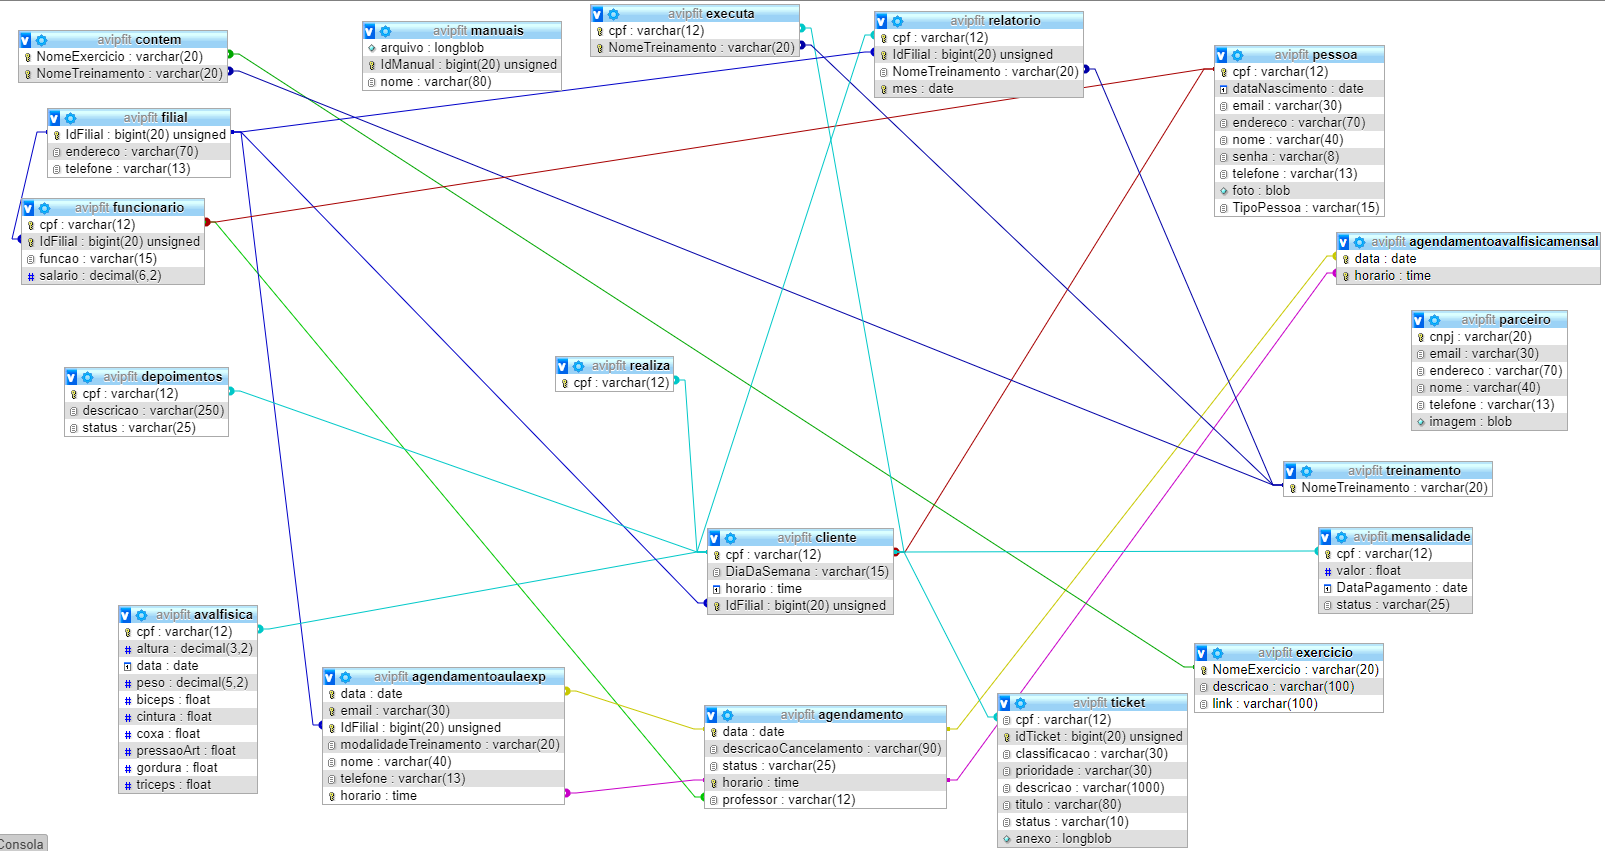 avipfit contem
NomeExercicio : varchar(20)
NomeTreinamento : varchar(20)
avipfit manuais
arquivo : longblob
IdManual : bigint(20) unsigned
nome : varchar(80)
avipfit executa
cpf : varchar(12)
NomeTreinamento : varchar(20)
avipfit relatorio
cpf : varchar(12)
IdFilial : bigint(20) unsigned
NomeTreinamento : varchar(20)
mes : date
avipfit pessoa
cpf : varchar(12)
dataNascimento : date
email : varchar(30)
endereco : varchar(70)
nome : varchar(40)
senha : varchar(8)
telefone : varchar(13)
foto : blob
TipoPessoa : varchar(15)
avipfit filial
IdFilial : bigint(20) unsigned
endereco : varchar(70)
telefone : varchar(13)
avipfit funcionario
cpf : varchar(12)
IdFilial : bigint(20) unsigned
funcao : varchar(15)
salario : decimal(6,2)
avipfit agendamentoavalfisicamensal
data : date
horario : time
avipfit parceiro
cnpj : varchar(20)
email : varchar(30)
endereco : varchar(70)
nome : varchar(40)
telefone : varchar(13)
imagem : blob
avipfit depoimentos
cpf : varchar(12)
descricao : varchar(250)
status : varchar(25)
avipfit realiza
cpf : varchar(12)
avipfit treinamento
NomeTreinamento : varchar(20)
avipfit cliente
cpf : varchar(12)
DiaDaSemana : varchar(15)
horario : time
IdFilial : bigint(20) unsigned
avipfit mensalidade
cpf : varchar(12)
valor : float
DataPagamento : date
status : varchar(25)
avipfit avalfisica
cpf : varchar(12)
altura : decimal(3,2)
data : date
peso : decimal(5,2)
biceps : float
cintura : float
coxa : float
pressaoArt : float
gordura : float
triceps : float
avipfit agendamentoaulaexp
data : date
email : varchar(30)
IdFilial : bigint(20) unsigned
modalidadeTreinamento : varchar(20)
nome : varchar(40)
telefone : varchar(13)
horario : time
avipfit agendamento
data : date
descricaoCancelamento : varchar(90)
status : varchar(25)
horario : time
professor : varchar(12)
avipfit ticket
cpf : varchar(12)
idTicket : bigint(20) unsigned
classificacao : varchar(30)
prioridade : varchar(30)
descricao : varchar(1000)
titulo : varchar(80)
status : varchar(10)
anexo : longblob
avipfit exercicio
NomeExercicio : varchar(20)
descricao : varchar(100)
link : varchar(100)
Consola